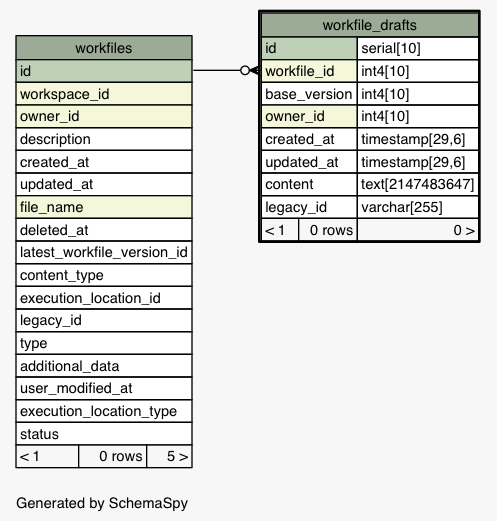 workfiles
id
workspace_id
owner_id
description
created_at
updated_at
file_name
deleted_at
latest_workfile_version_id
content_type
execution_location_id
legacy_id
type
additional_data
user_modified_at
execution_location_type
status
< 1 0 rows 5 >
workfile_drafts
id serial[10]
workfile_id int4[10]
base_version int4[10]
owner_id int4[10]
created_at timestamp[29,6]
updated_at timestamp[29,6]
content text[2147483647]
legacy_id varchar[255]
< 1 0 rows 0 >
Generated by SchemaSpy